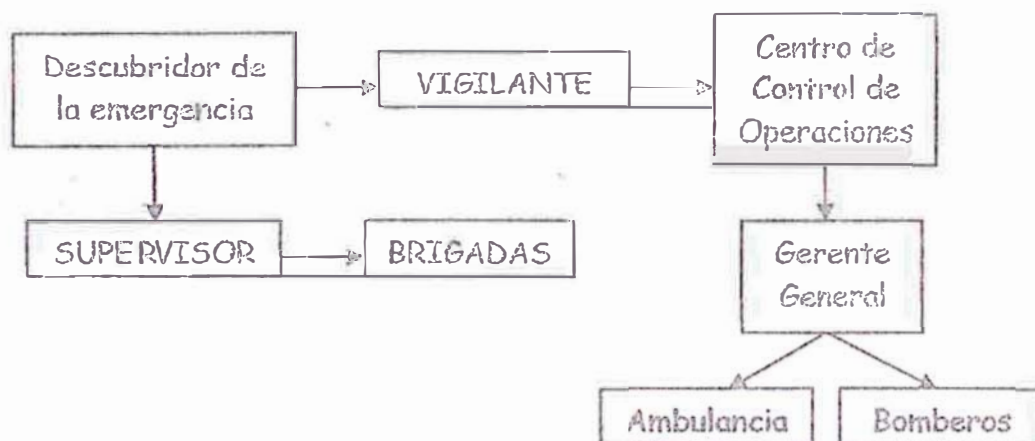 Descubridor de
la emergencia
VIGILANTE
Centro de
Control de
Operaciones
SUPERVISOR
BRIGADAS
Gerente
General
Ambulancia
Bomberos